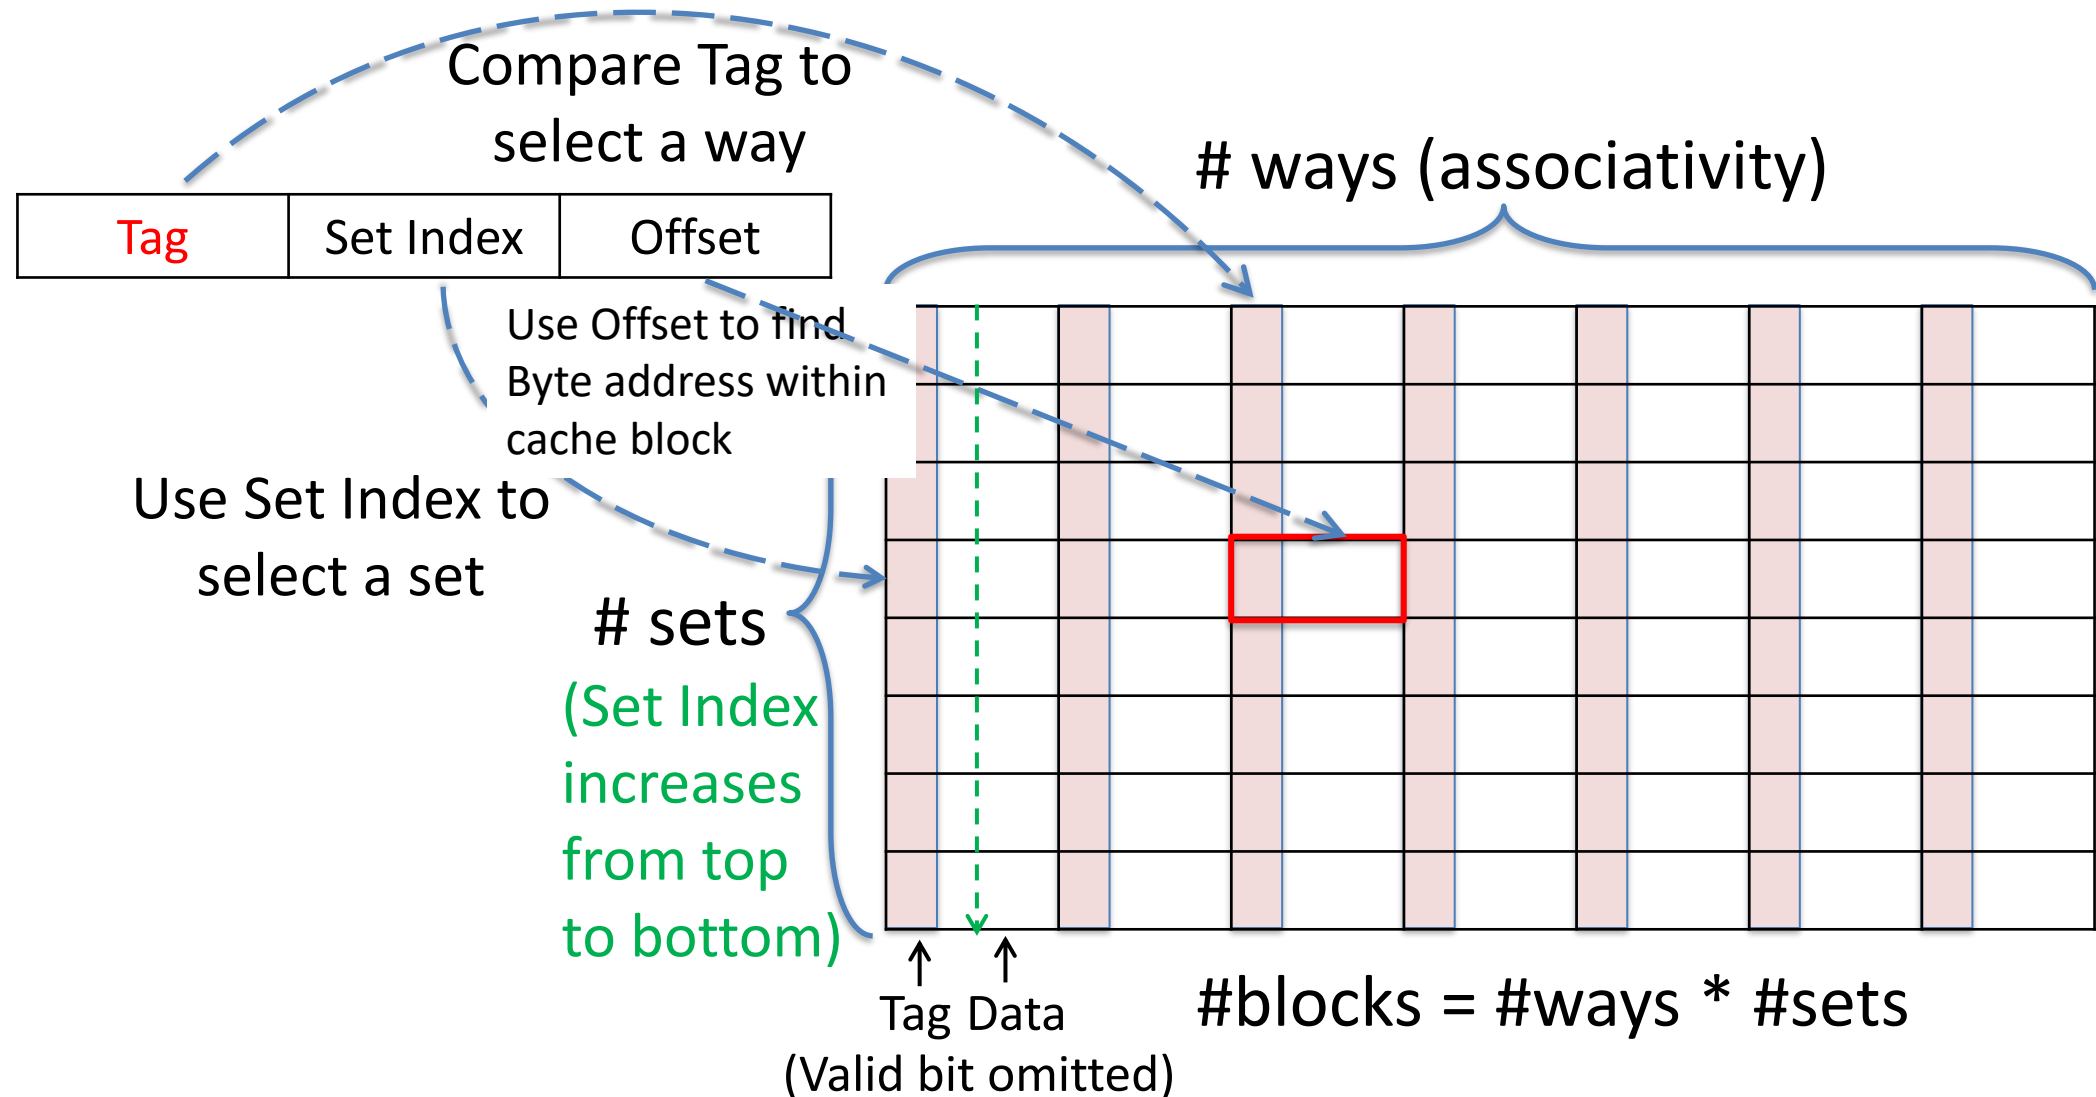 Compare Tag to
select a way
# ways (associativity)
Tag
Set Index
Offset
Use Offset to find
Byte address within
cache block
Use Set Index to
select a set
# sets
(Set Index
increases
from top
to bottom)
Tag Data
(Valid bit omitted)
#blocks = #ways * #sets